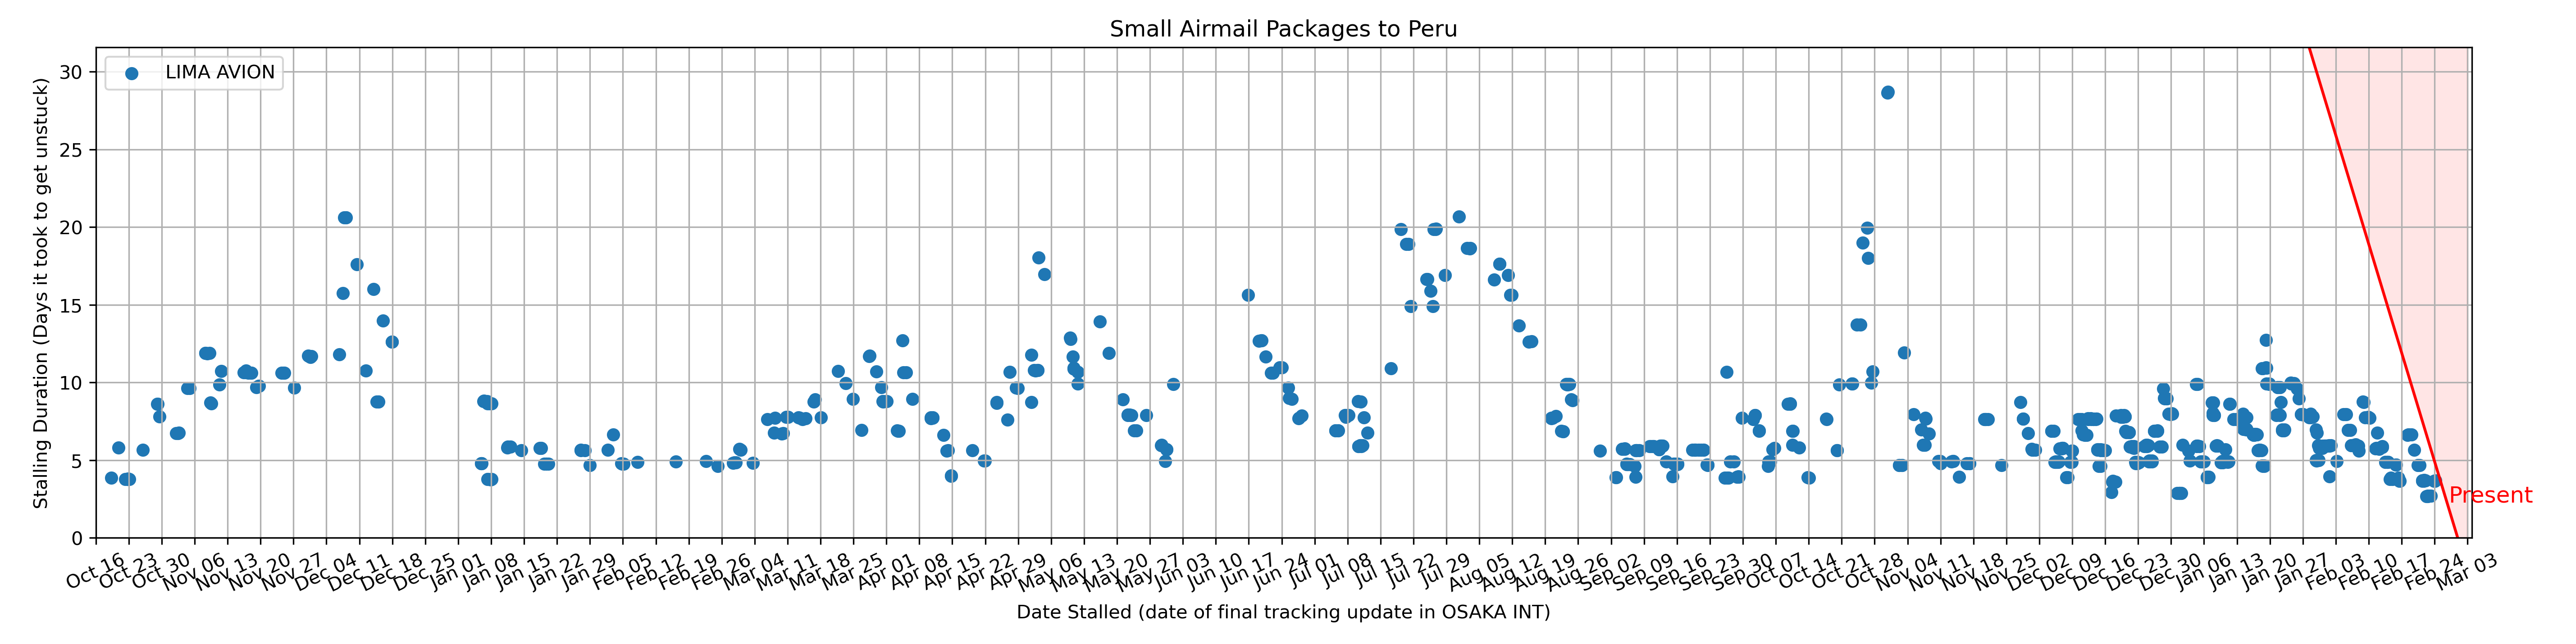 Small Airmail Packages to Peru
LIMA AVION
Stalling Duration (Days it took to get unstuck)
30
25
20
15
10
5
0
Present
Oct 16 Oct 23 Oct 30 Nov 06 Nov 13 Nov 20 Nov 27 Dec 04 Dec 11 Dec 18 Dec 25 Jan 01 Jan 08 Jan 15 Jan 22 Jan 29 Feb 05 Feb 12 Feb 19 Feb 26 Mar 04 Mar 11 Mar 18 Mar 25 Apr 01 Apr 08 Apr 15 Apr 22 Apr 29 May 06 May 13 May 20 May 27 Jun 03 Jun 10 Jun 17 Jun 24 Jul 01 Jul 08 Jul 15 Jul 22 Jul 29 Aug 05 Aug 12 Aug 19 Aug 26 Sep 02 Sep 09 Sep 16 Sep 23 Sep 30 Oct 07 Oct 14 Oct 21 Oct 28 Nov 04 Nov 11 Nov 18 Nov 25 Dec 02 Dec 09 Dec 16 Dec 23 Dec 30 Jan 06 Jan 13 Jan 20 Jan 27 Feb 03 Feb 10 Feb 17 Feb 24 Mar 03
Date Stalled (date of final tracking update in OSAKA INT)